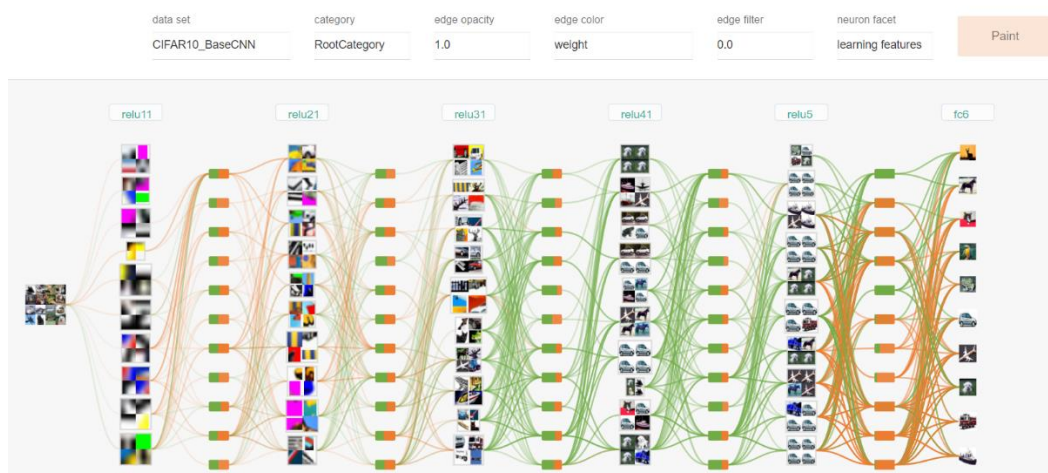 data set category edge opacity edge color edge filter neuron facet
CIFAR10_BaseCNN RootCategory 1.0 weight 0.0 learning features Paint
relu11 relu21 relu31 relu41 relu5 fc6